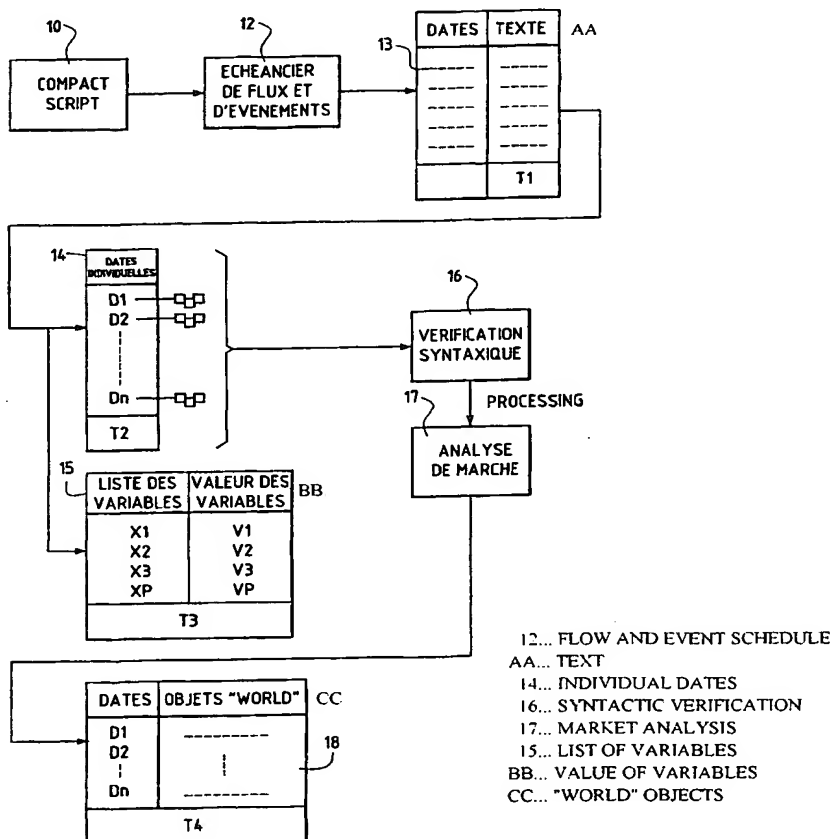 10
COMPACT
SCRIPT
12
ECHEANCIER
DE FLUX ET
D'EVENEMENTS
DATES TEXTE AA
13
T1
14
DATES
INDIVIDUELLES
D1
D2
Dn
T2
16
VERIFICATION
SYNTAXIQUE
PROCESSING
17
ANALYSE
DE MARCHE
15
LISTE DES VARIABLES
VALEUR DES VARIABLES
BB
X1 V1
X2 V2
X3 V3
XP VP
T3
DATES OBJETS "WORLD" CC
D1
D2
Dn
18
T4
12... FLOW AND EVENT SCHEDULE
AA... TEXT
14... INDIVIDUAL DATES
16... SYNTACTIC VERIFICATION
17... MARKET ANALYSIS
15... LIST OF VARIABLES
BB... VALUE OF VARIABLES
CC... "WORLD" OBJECTS